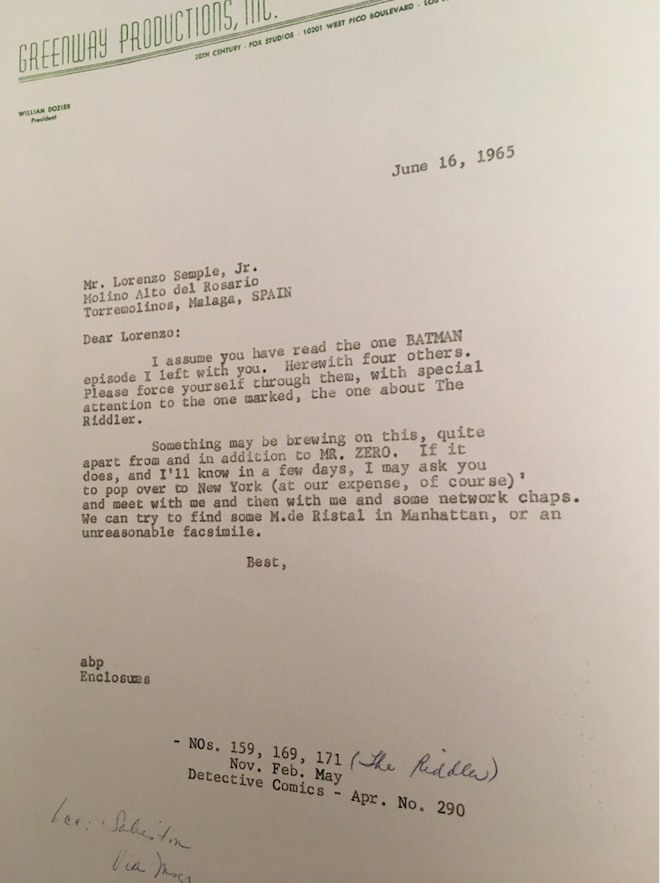 GREENWAY PRODUCTIONS, INC.
20TH CENTURY - FOX STUDIOS · 10201 WEST PICO BOULEVARD ·
WILLIAM DOZIER
President
June 16, 1965
Mr. Lorenzo Semple, Jr.
Molino Alto del Rosario
Torremolinos, Malaga, SPAIN
Dear Lorenzo:
I assume you have read the one BATMAN
episode I left with you. Herewith four others.
Please force yourself through them, with special
attention to the one marked, the one about The
Riddler.
Something may be brewing on this, quite
apart from and in addition to MR. ZERO. If it
does, and I'll know in a few days, I may ask you
to pop over to New York (at our expense, of course),
and meet with me and then with me and some network chaps.
We can try to find some M.de Ristal in Manhattan, or an
unreasonable facsimile.
Best,
abp
Enclosues
- NOs. 159, 169, 171 (The Riddler)
Nov. Feb. May
Detective Comics - Apr. No. 290
Via